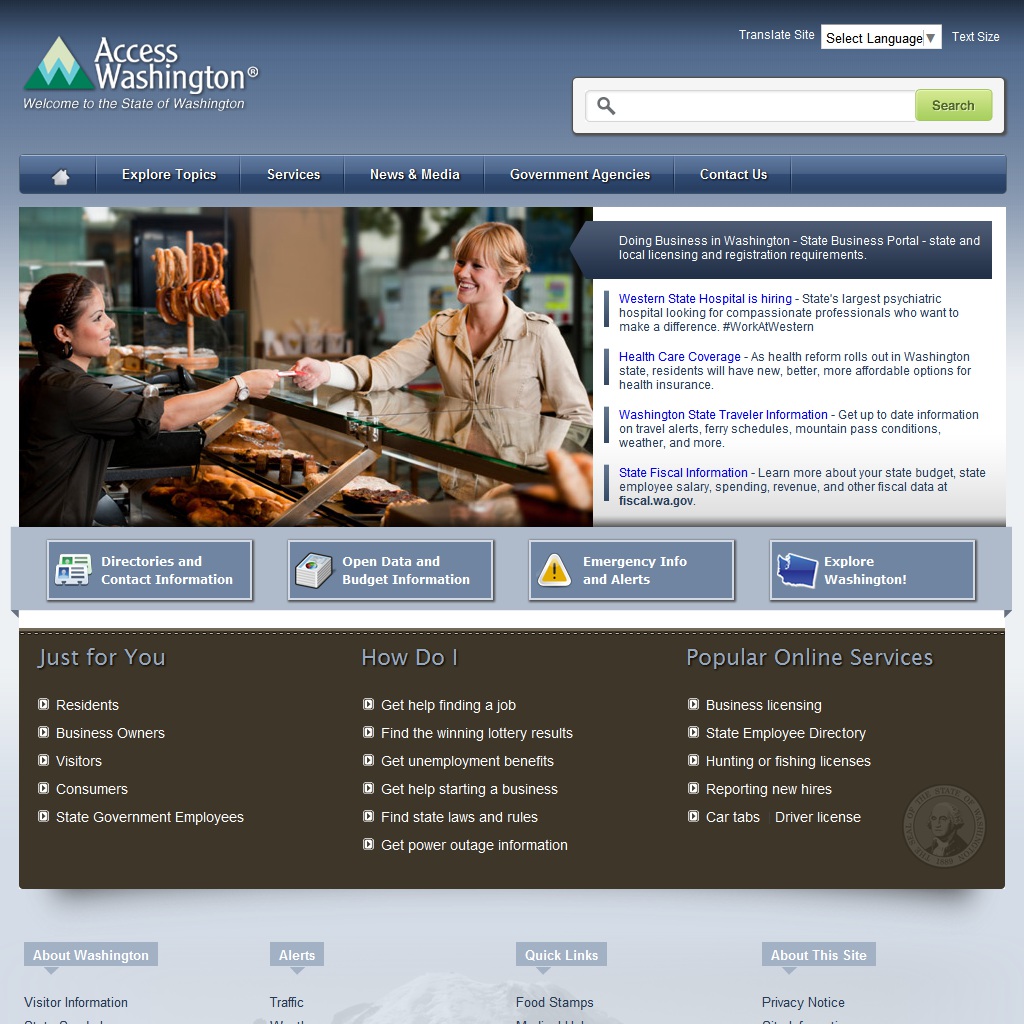 Access
Washington®
Welcome to the State of Washington
Translate Site
Select Language
Text Size
Search
Explore Topics
Services
News & Media
Government Agencies
Contact Us
Doing Business in Washington - State Business Portal - state and
local licensing and registration requirements.
Western State Hospital is hiring - State's largest psychiatric
hospital looking for compassionate professionals who want to
make a difference. #WorkAtWestern
Health Care Coverage - As health reform rolls out in Washington
state, residents will have new, better, more affordable options for
health insurance.
Washington State Traveler Information - Get up to date information
on travel alerts, ferry schedules, mountain pass conditions,
weather, and more.
State Fiscal Information - Learn more about your state budget, state
employee salary, spending, revenue, and other fiscal data at
fiscal.wa.gov.
Directories and
Contact Information
Open Data and
Budget Information
Emergency Info
and Alerts
Explore
Washington!
Just for You
Residents
Business Owners
Visitors
Consumers
State Government Employees
How Do I
Get help finding a job
Find the winning lottery results
Get unemployment benefits
Get help starting a business
Find state laws and rules
Get power outage information
Popular Online Services
Business licensing
State Employee Directory
Hunting or fishing licenses
Reporting new hires
Car tabs Driver license
THE SEAL OF THE STATE OF WASHINGTON
1889
About Washington
Visitor Information
Alerts
Traffic
Quick Links
Food Stamps
About This Site
Privacy Notice